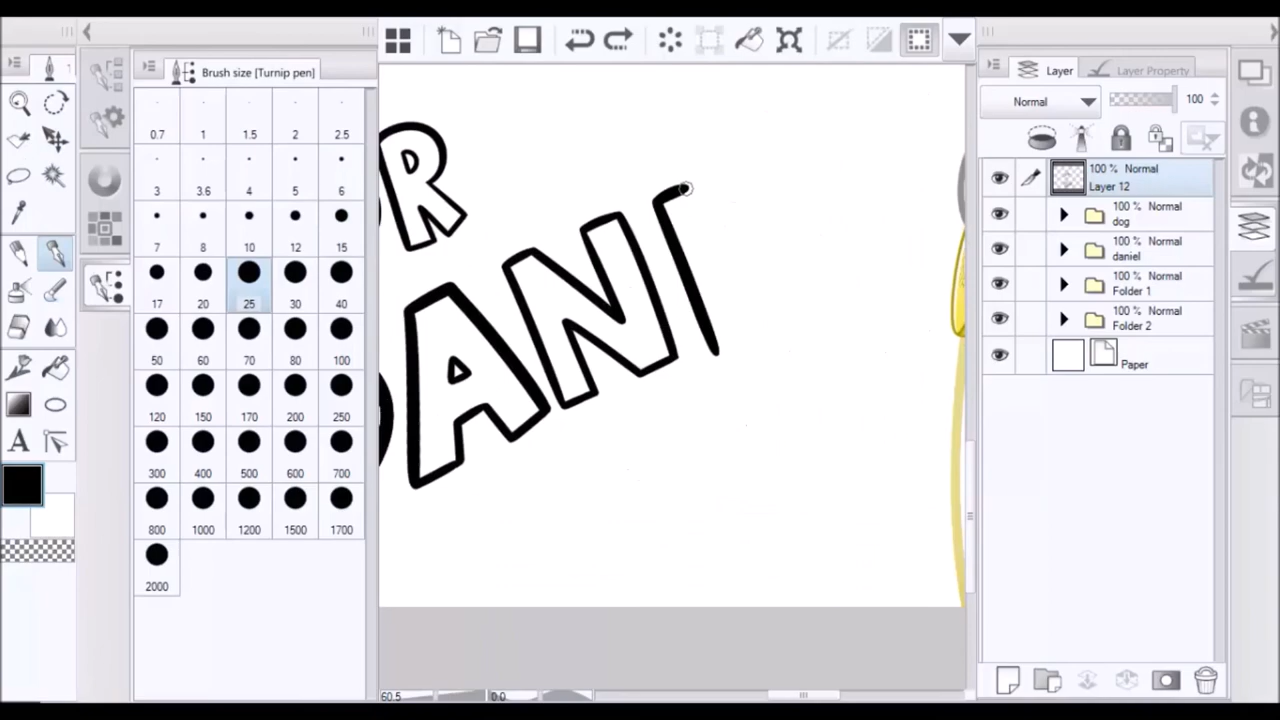 Brush size [Turnip pen]
Layer
Layer Property
0.7 1 1.5 2 2.5
3 3.6 4 5 6
7 8 10 12 15
17 20 25 30 40
50 60 70 80 100
120 150 170 200 250
300 400 500 600 700
800 1000 1200 1500 1700
2000
R
AN
60.5 0.0
Normal 100
100 % Normal
Layer 12
100 % Normal
dog
100 % Normal
daniel
100 % Normal
Folder 1
100 % Normal
Folder 2
Paper